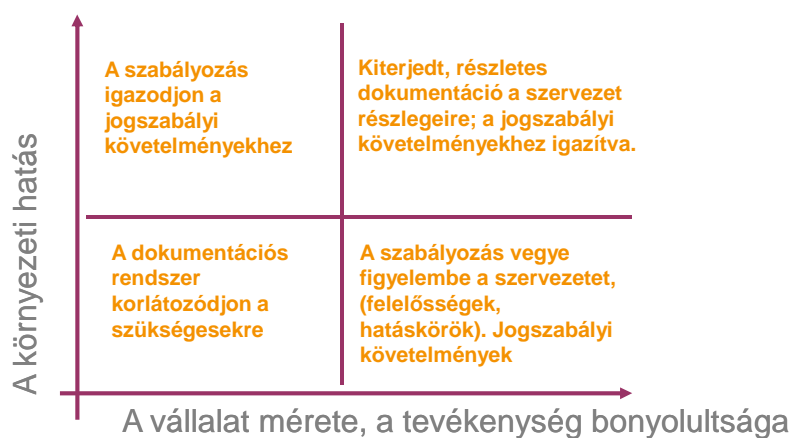 A szabályozás
igazodjon a
jogszabályi
követelményekhez
Kiterjedt, részletes
dokumentáció a szervezet
részlegeire; a jogszabályi
követelményekhez igazítva.
A dokumentációs
rendszer
korlátozódjon a
szükségesekre
A szabályozás vegye
figyelembe a szervezetet,
(felelősségek,
hatáskörök). Jogszabályi
követelmények
A környezeti hatás
A vállalat mérete, a tevékenység bonyolultsága